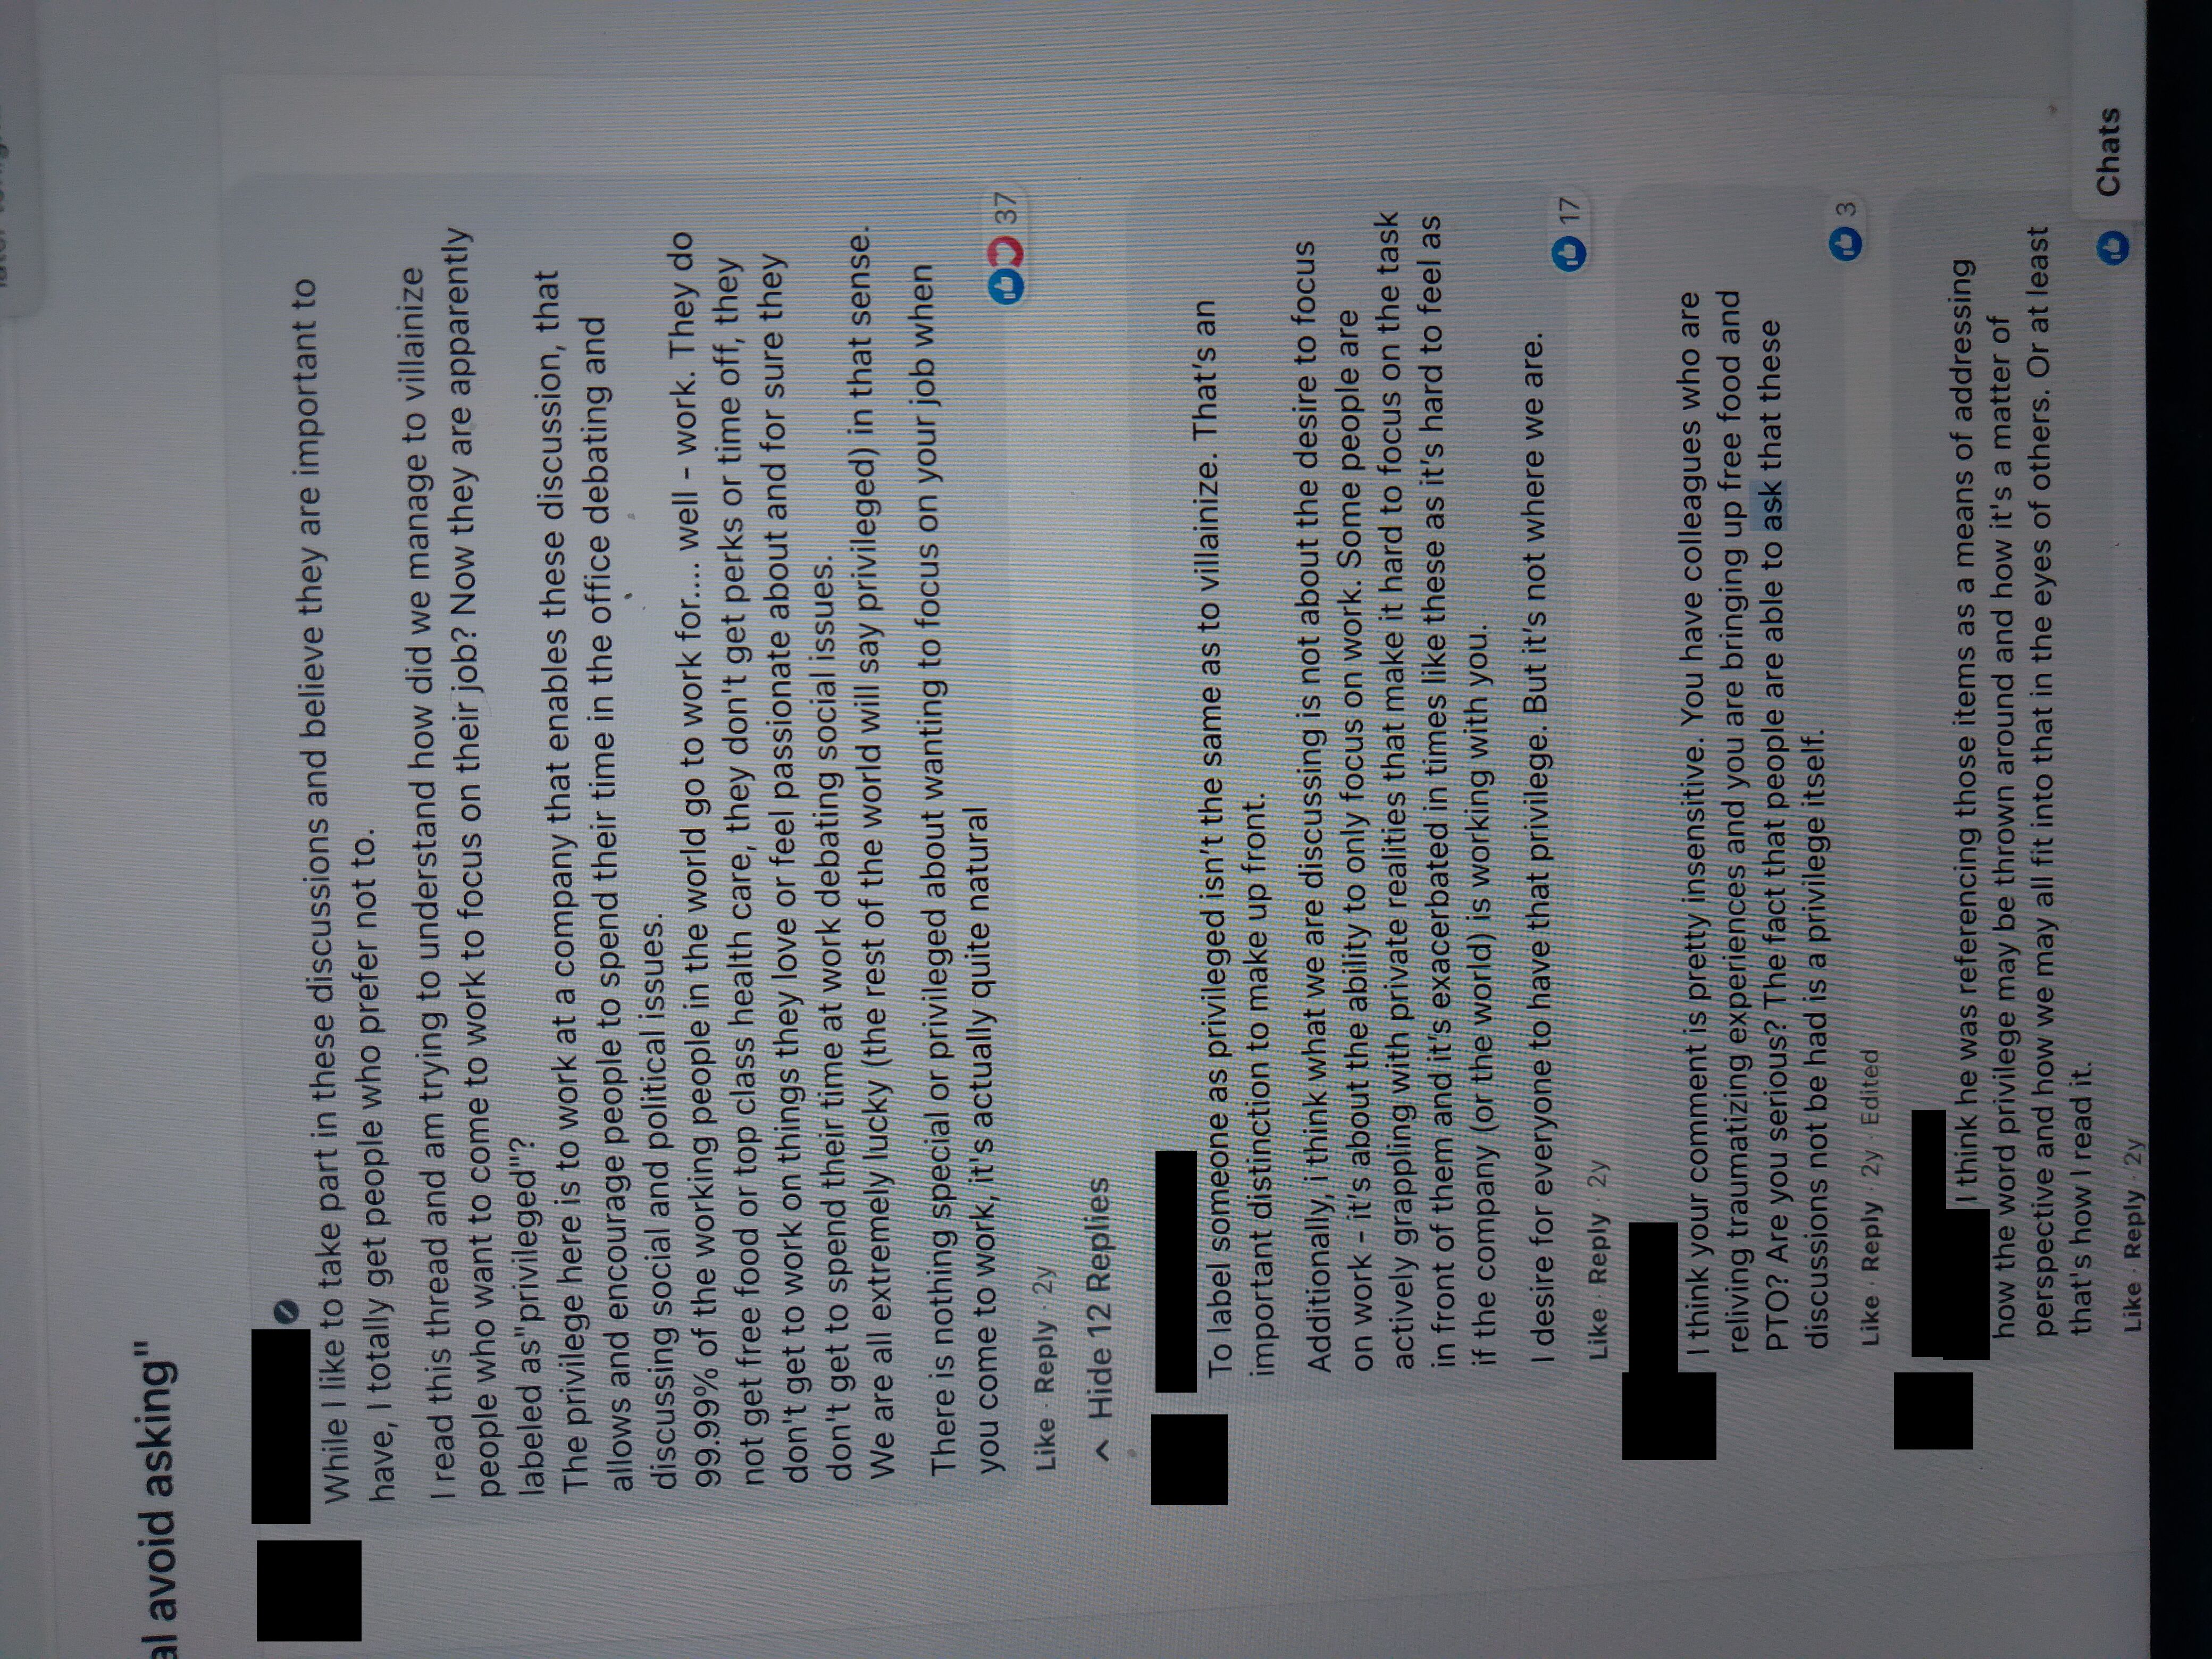 al avoid asking"
While I like to take part in these discussions and believe they are important to
have, I totally get people who prefer not to.
I read this thread and am trying to understand how did we manage to villainize
people who want to come to work to focus on their job? Now they are apparently
labeled as"privileged"?
The privilege here is to work at a company that enables these discussion, that
allows and encourage people to spend their time in the office debating and
discussing social and political issues.
99.99% of the working people in the world go to work for.... well - work. They do
not get free food or top class health care, they don't get perks or time off, they
don't get to work on things they love or feel passionate about and for sure they
don't get to spend their time at work debating social issues.
We are all extremely lucky (the rest of the world will say privileged) in that sense.
There is nothing special or privileged about wanting to focus on your job when
you come to work, it's actually quite natural
37
Like · Reply · 2y
Hide 12 Replies
To label someone as privileged isn't the same as to villainize. That's an
important distinction to make up front.
Additionally, i think what we are discussing is not about the desire to focus
on work - it's about the ability to only focus on work. Some people are
actively grappling with private realities that make it hard to focus on the task
in front of them and it's exacerbated in times like these as it's hard to feel as
if the company (or the world) is working with you.
I desire for everyone to have that privilege. But it's not where we are.
17
Like · Reply · 2y
I think your comment is pretty insensitive. You have colleagues who are
reliving traumatizing experiences and you are bringing up free food and
PTO? Are you serious? The fact that people are able to ask that these
discussions not be had is a privilege itself.
3
Like · Reply · 2y · Edited
I think he was referencing those items as a means of addressing
how the word privilege may be thrown around and how it's a matter of
perspective and how we may all fit into that in the eyes of others. Or at least
that's how I read it.
Like · Reply · 2y
Chats